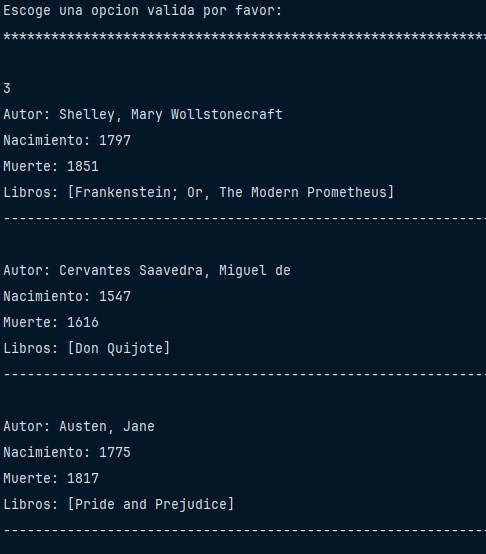 Escoge una opcion valida por favor:
*************************************************************
3
Autor: Shelley, Mary Wollstonecraft
Nacimiento: 1797
Muerte: 1851
Libros: [Frankenstein; Or, The Modern Prometheus]
-------------------------------------------------------------
Autor: Cervantes Saavedra, Miguel de
Nacimiento: 1547
Muerte: 1616
Libros: [Don Quijote]
-------------------------------------------------------------
Autor: Austen, Jane
Nacimiento: 1775
Muerte: 1817
Libros: [Pride and Prejudice]
-------------------------------------------------------------